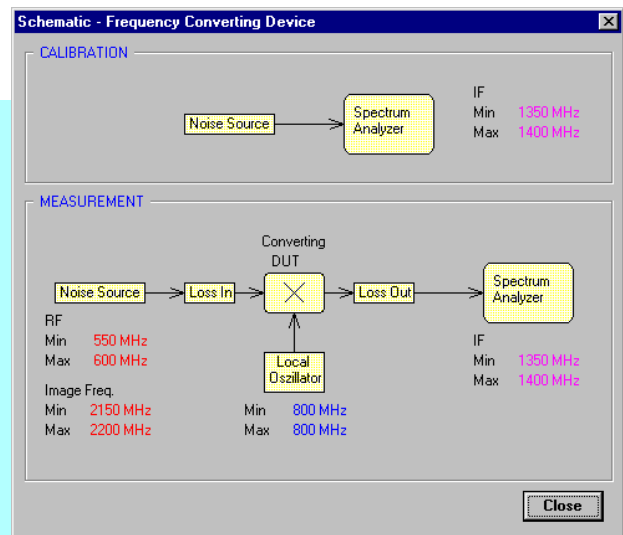 Schematic - Frequency Converting Device
CALIBRATION
Noise Source
Spectrum
Analyzer
IF
Min 1350 MHz
Max 1400 MHz
MEASUREMENT
Converting
DUT
Noise Source
Loss In
Loss Out
Spectrum
Analyzer
RF
Min 550 MHz
Max 600 MHz
Local
Oszillator
IF
Min 1350 MHz
Max 1400 MHz
Image Freq.
Min 2150 MHz
Max 2200 MHz
Min 800 MHz
Max 800 MHz
Close